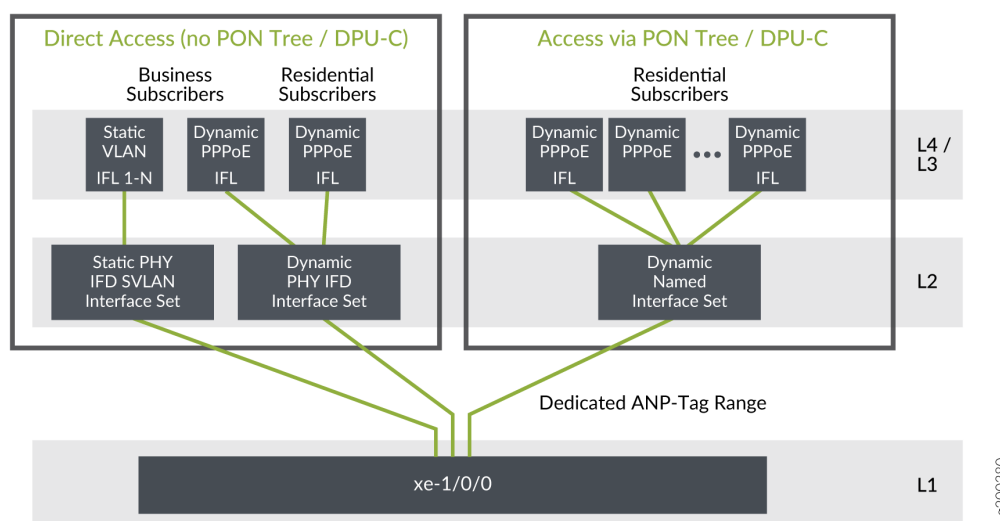 Direct Access (no PON Tree / DPU-C)
Access via PON Tree / DPU-C
Business
Subscribers
Residential
Subscribers
Residential
Subscribers
Static
VLAN
IFL 1-N
Dynamic
PPPoE
IFL
Dynamic
PPPoE
IFL
Dynamic
PPPoE
IFL
Dynamic
PPPoE
Dynamic
PPPoE
IFL
L4 /
L3
Static PHY
IFD SVLAN
Interface Set
Dynamic
PHY IFD
Interface Set
Dynamic
Named
Interface Set
L2
Dedicated ANP-Tag Range
xe-1/0/0
L1